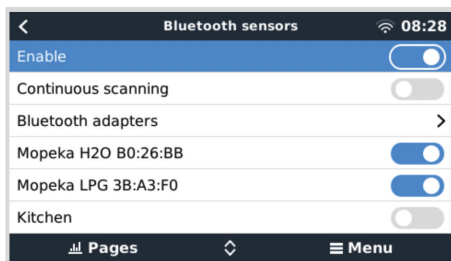 Bluetooth sensors 08:28
Enable
Continuous scanning
Bluetooth adapters
Mopeka H2O B0:26:BB
Mopeka LPG 3B:A3:F0
Kitchen
Pages Menu